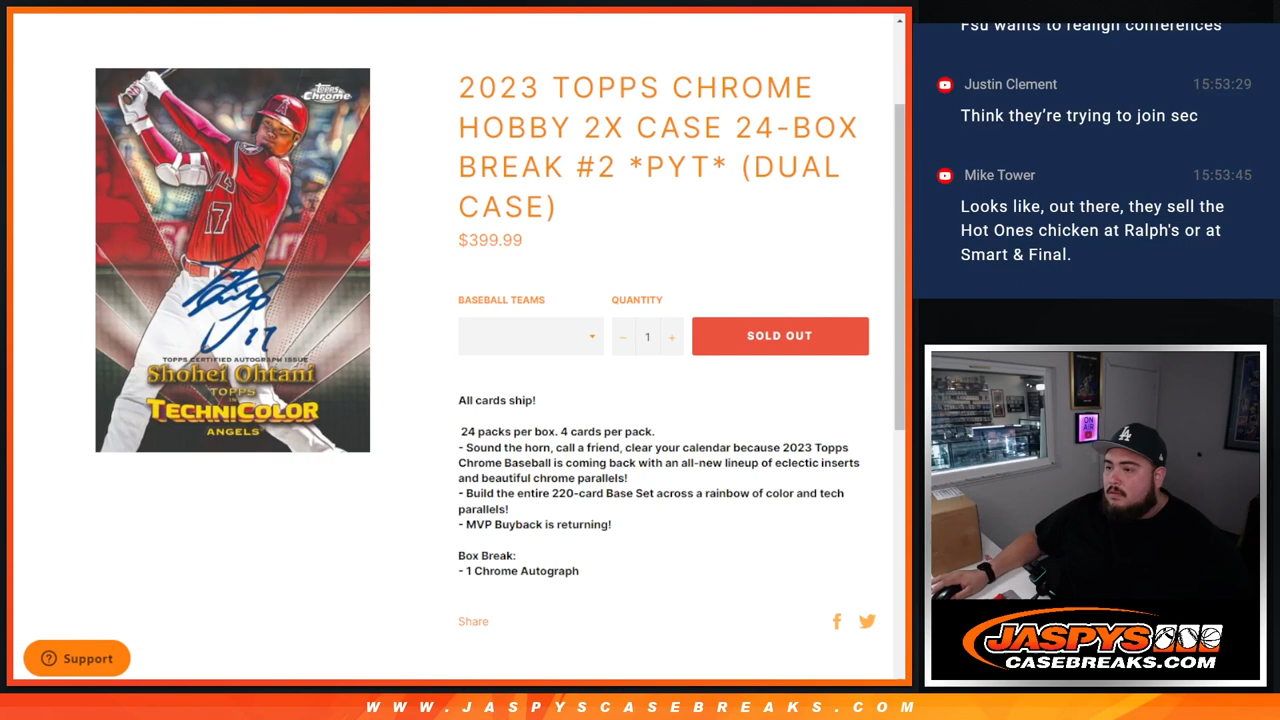 2023 TOPPS CHROME
HOBBY 2X CASE 24-BOX
BREAK #2 *PYT* (DUAL
CASE)
$399.99
BASEBALL TEAMS
QUANTITY
− 1 +
SOLD OUT
All cards ship!
24 packs per box. 4 cards per pack.
- Sound the horn, call a friend, clear your calendar because 2023 Topps
Chrome Baseball is coming back with an all-new lineup of eclectic inserts
and beautiful chrome parallels!
- Build the entire 220-card Base Set across a rainbow of color and tech
parallels!
- MVP Buyback is returning!
Box Break:
- 1 Chrome Autograph
Share
Support
Topps
Chrome
17
17
TOPPS CERTIFIED AUTOGRAPH ISSUE
Shohei Ohtani
TOPPS
IN
TECHNICOLOR
ANGELS
Fsu wants to realign conferences
Justin Clement 15:53:29
Think they’re trying to join sec
Mike Tower 15:53:45
Looks like, out there, they sell the
Hot Ones chicken at Ralph's or at
Smart & Final.
ON
AIR
LA
JASPYS
CASEBREAKS.COM
WWW.JASPYSCASEBREAKS.COM